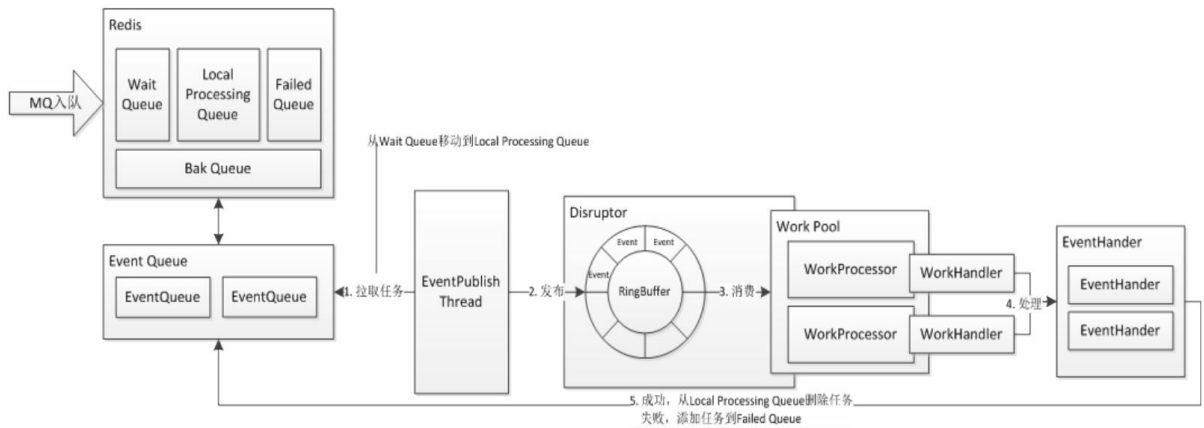 Redis
Wait
Queue
Local
Processing
Queue
Failed
Queue
MQ入队
Bak Queue
从Wait Queue移动到Local Processing Queue
Event Queue
EventQueue
EventQueue
1. 拉取任务
EventPublish
Thread
2. 发布
Disruptor
Event
Event
Event
RingBuffer
3. 消费
Work Pool
WorkProcessor
WorkHandler
WorkProcessor
WorkHandler
4. 处理
EventHander
EventHander
EventHander
5. 成功，从Local Processing Queue删除任务
失败，添加任务到Failed Queue